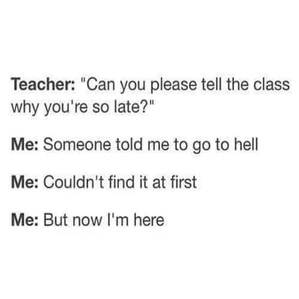 Teacher: "Can you please tell the class
why you're so late?"
Me: Someone told me to go to hell
Me: Couldn't find it at first
Me: But now I'm here